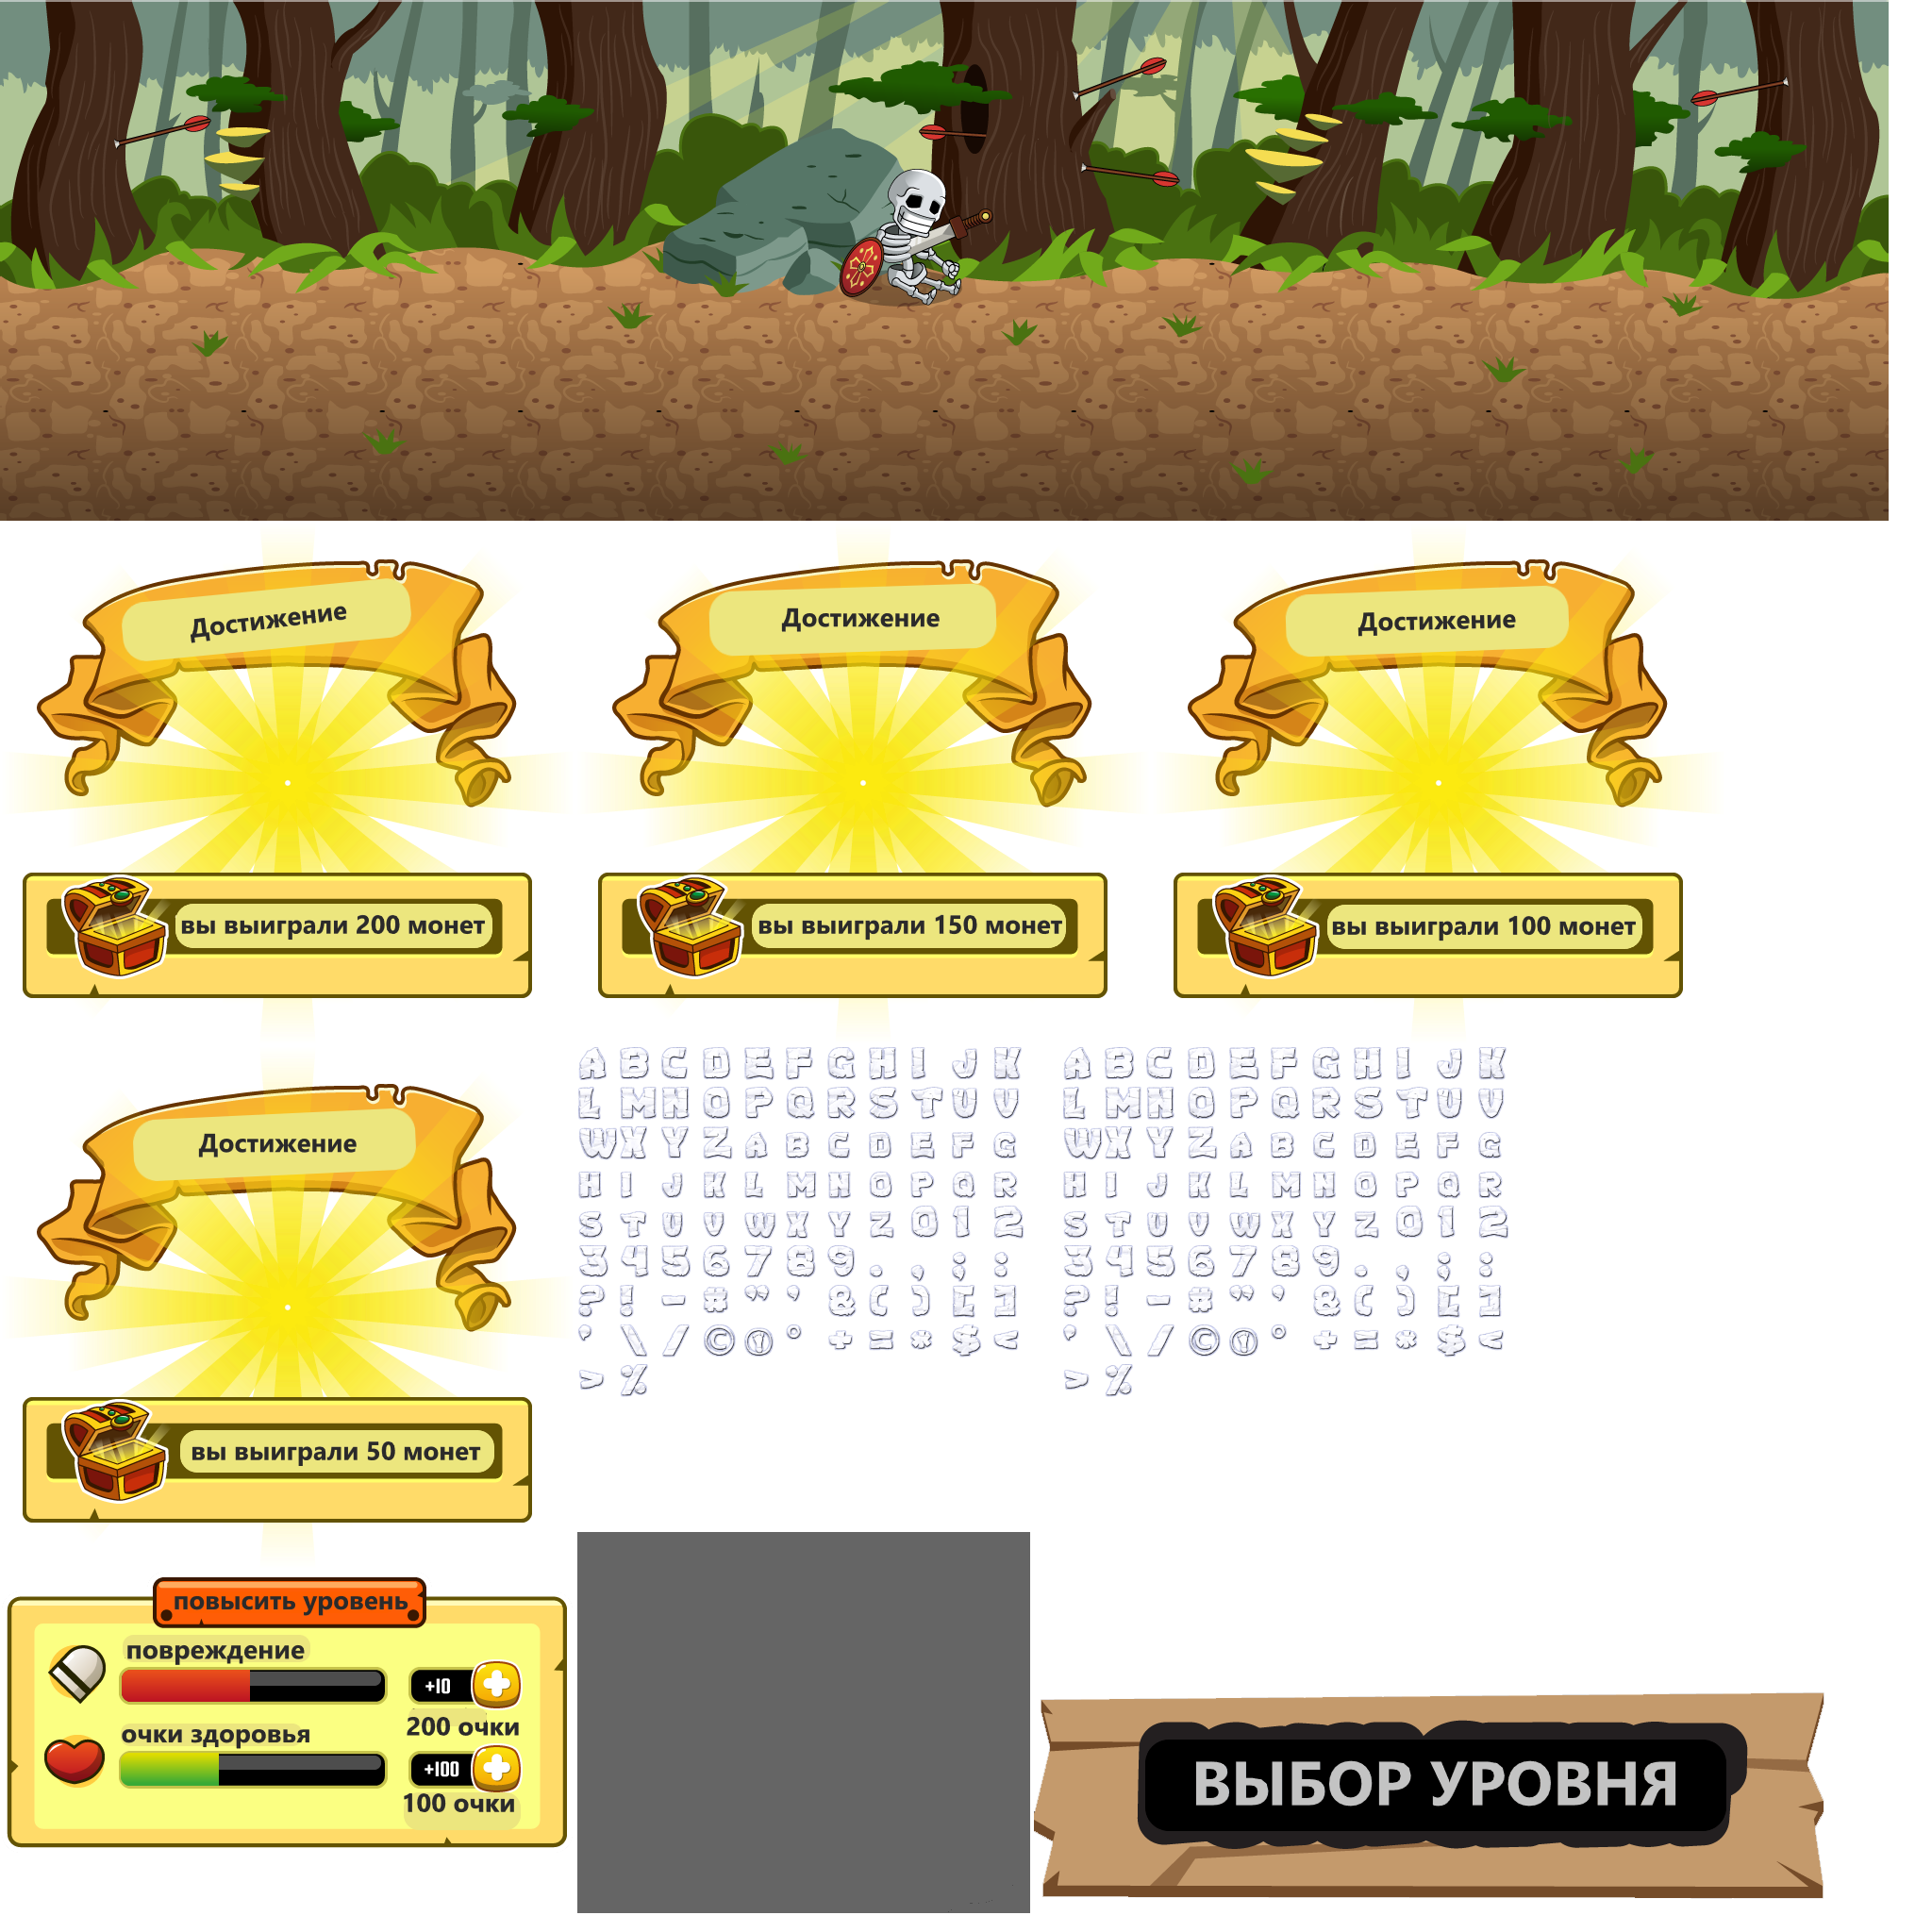 Достижение
Достижение
Достижение
вы выиграли 200 монет
вы выиграли 150 монет
вы выиграли 100 монет
Достижение
вы выиграли 50 монет
A B C D E F G H I J K
L M N O P Q R S T U V
W X Y Z A B C D E F G
H I J K L M N O P Q R
S T U V W X Y Z 0 1 2
3 4 5 6 7 8 9 . , ; :
? ! - # " ' & ( ) [ ]
' \ / © ° + = * $ <
> %
A B C D E F G H I J K
L M N O P Q R S T U V
W X Y Z A B C D E F G
H I J K L M N O P Q R
S T U V W X Y Z 0 1 2
3 4 5 6 7 8 9 . , ; :
? ! - # " ' & ( ) [ ]
' \ / © ° + = * $ <
> %
повысить уровень
повреждение
+10
200 очки
очки здоровья
+100
100 очки
ВЫБОР УРОВНЯ